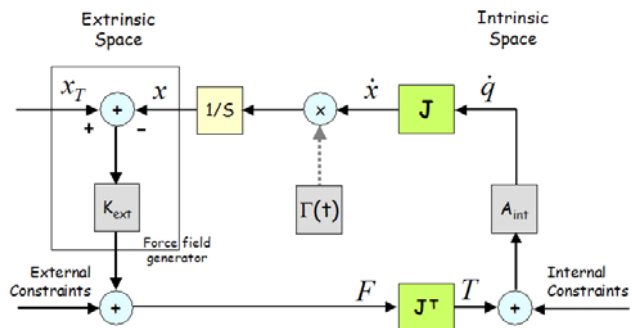 Extrinsic
Space
Intrinsic
Space
x_T
x
ẋ
q̇
+
+
−
1/S
x
J
K_ext
Γ(t)
A_int
Force field
generator
External
Constraints
+
F
J^T
T
+
Internal
Constraints